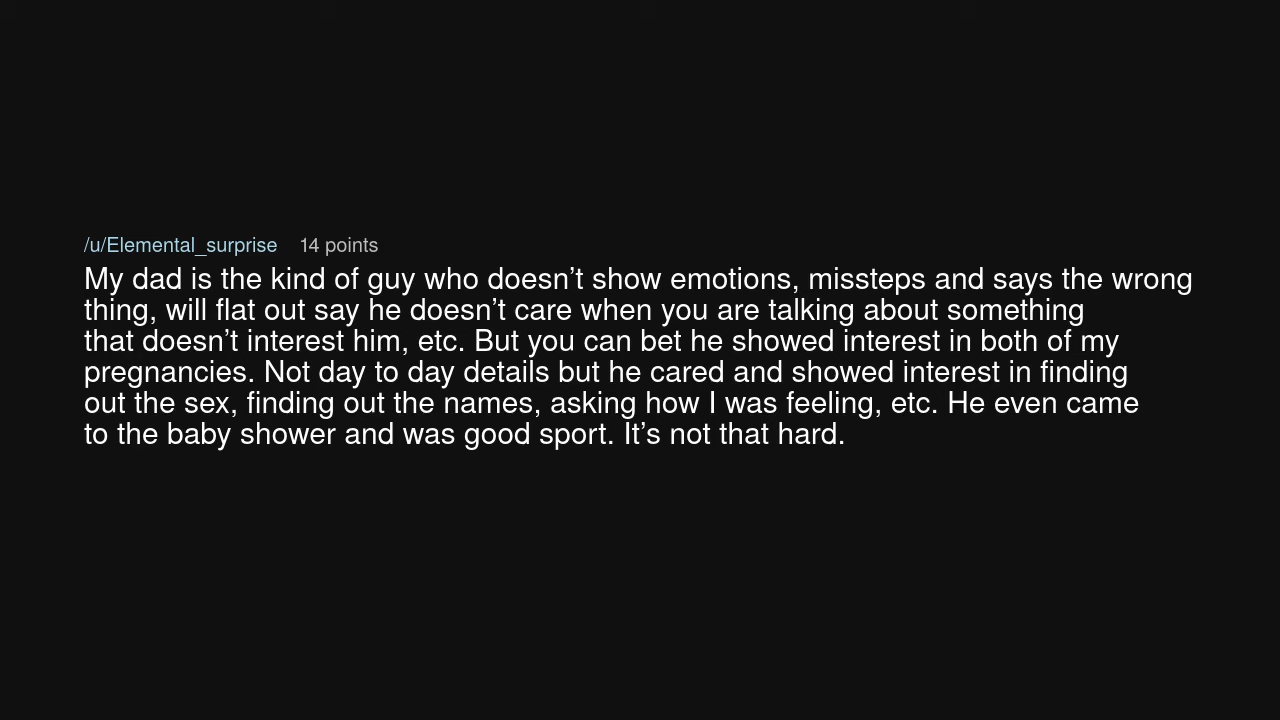 /u/Elemental_surprise 14 points
My dad is the kind of guy who doesn’t show emotions, missteps and says the wrong
thing, will flat out say he doesn’t care when you are talking about something
that doesn’t interest him, etc. But you can bet he showed interest in both of my
pregnancies. Not day to day details but he cared and showed interest in finding
out the sex, finding out the names, asking how I was feeling, etc. He even came
to the baby shower and was good sport. It’s not that hard.